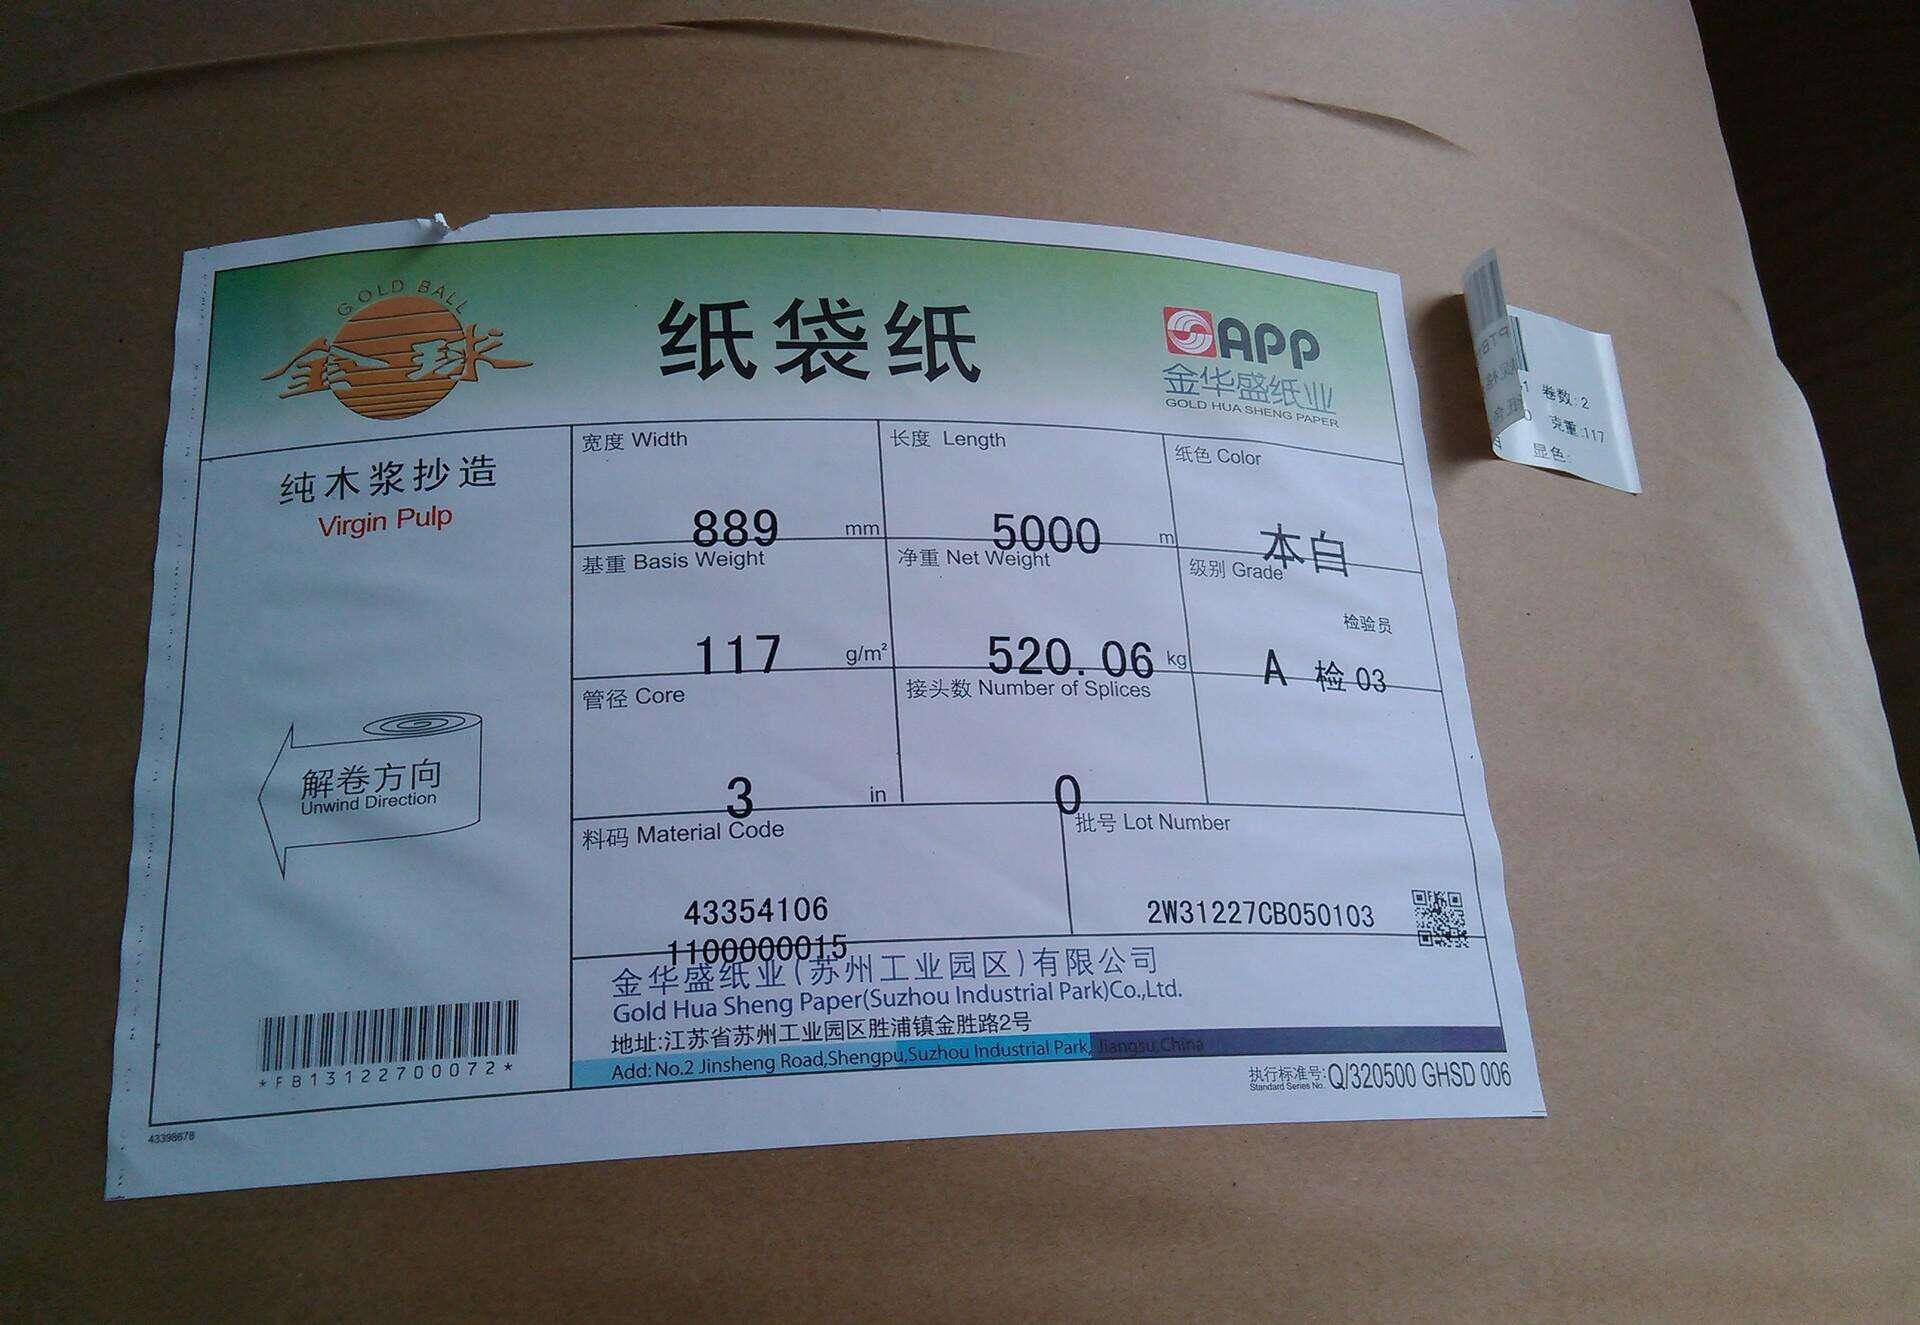 GOLD BALL
金球
纸袋纸
APP
金华盛纸业
GOLD HUA SHENG PAPER
纯木浆抄造
Virgin Pulp
宽度 Width
889 mm
长度 Length
5000 m
纸色 Color
本白
基重 Basis Weight
117 g/m²
净重 Net Weight
520.06 kg
级别 Grade
检验员
A 检 03
管径 Core
3 in
接头数 Number of Splices
0
解卷方向
Unwind Direction
料码 Material Code
43354106
1100000015
批号 Lot Number
2W31227CB050103
金华盛纸业(苏州工业园区)有限公司
Gold Hua Sheng Paper(Suzhou Industrial Park)Co.,Ltd.
地址:江苏省苏州工业园区胜浦镇金胜路2号
Add: No.2 Jinsheng Road,Shengpu,Suzhou Industrial Park, Jiangsu,China
*FB13122700072*
执行标准号:Q/320500 GHSD 006
Standard Series No.
43398678
卷数:2
克重:117
显色: